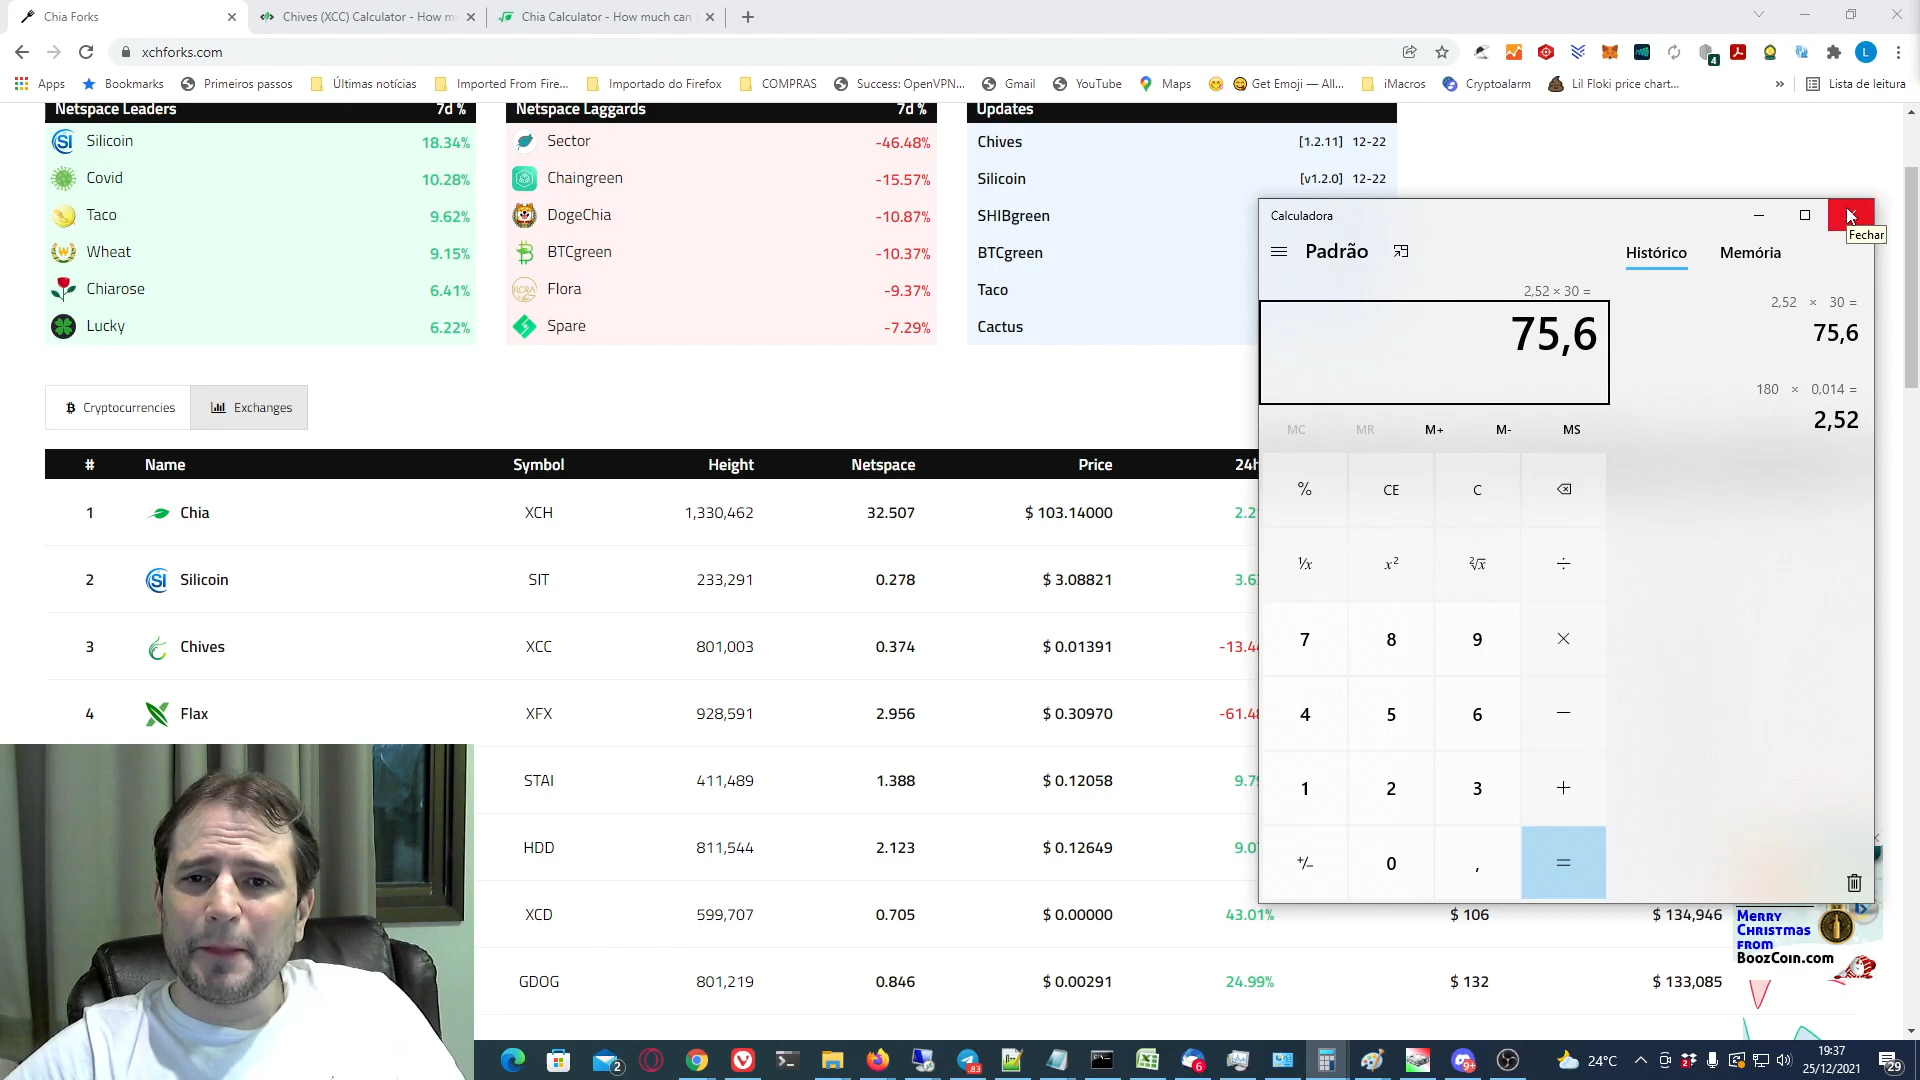 Chia Forks
Chives (XCC) Calculator - How m
Chia Calculator - How much can
xchforks.com
4
L
Apps
Bookmarks
Primeiros passos
Últimas notícias
Imported From Fire...
Importado do Firefox
COMPRAS
Success: OpenVPN...
Gmail
YouTube
Maps
Get Emoji — All...
iMacros
Cryptoalarm
Lil Floki price chart...
»
Lista de leitura
Netspace Leaders 7d %
Silicoin 18.34%
Covid 10.28%
Taco 9.62%
Wheat 9.15%
Chiarose 6.41%
Lucky 6.22%
Netspace Laggards 7d %
Sector -46.48%
Chaingreen -15.57%
DogeChia -10.87%
BTCgreen -10.37%
Flora -9.37%
Spare -7.29%
Updates
Chives [1.2.11] 12-22
Silicoin [v1.2.0] 12-22
SHIBgreen
BTCgreen
Taco
Cactus
Cryptocurrencies
Exchanges
# Name Symbol Height Netspace Price 24h
1 Chia XCH 1,330,462 32.507 $ 103.14000
2 Silicoin SIT 233,291 0.278 $ 3.08821
3 Chives XCC 801,003 0.374 $ 0.01391
4 Flax XFX 928,591 2.956 $ 0.30970
STAI 411,489 1.388 $ 0.12058
HDD 811,544 2.123 $ 0.12649
XCD 599,707 0.705 $ 0.00000 43.01% $ 106 $ 134,946
GDOG 801,219 0.846 $ 0.00291 24.99% $ 132 $ 133,085
Calculadora
Fechar
Padrão
Histórico
Memória
2,52 × 30 =
75,6
2,52 × 30 =
75,6
180 × 0,014 =
2,52
MC MR M+ M- MS
% CE C
¹/x x² ²√x ÷
7 8 9 ×
4 5 6 −
1 2 3 +
+/− 0 , =
Merry
Christmas
from
BoozCoin.com
2
.83
6
9+
24°C
19:37
25/12/2021
29